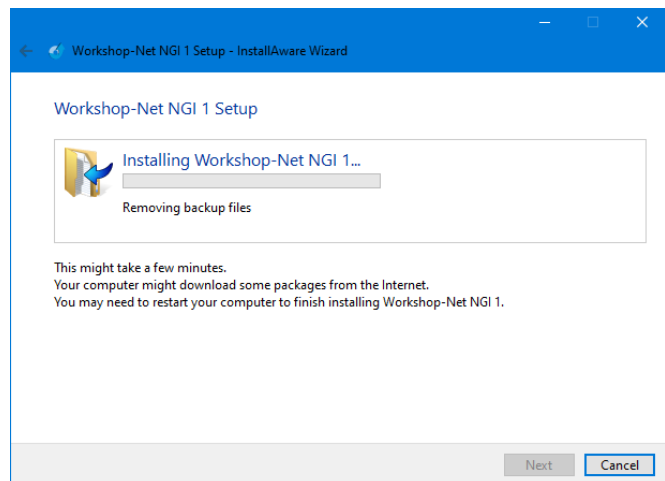 Workshop-Net NGI 1 Setup - InstallAware Wizard
Workshop-Net NGI 1 Setup
Installing Workshop-Net NGI 1...
Removing backup files
This might take a few minutes.
Your computer might download some packages from the Internet.
You may need to restart your computer to finish installing Workshop-Net NGI 1.
Next
Cancel